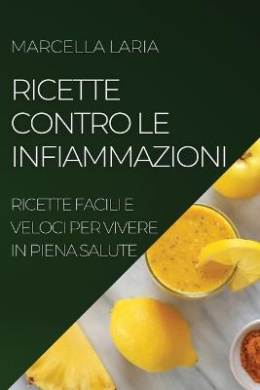 MARCELLA LARIA
RICETTE
CONTRO LE
INFIAMMAZIONI
RICETTE FACILI E
VELOCI PER VIVERE
IN PIENA SALUTE